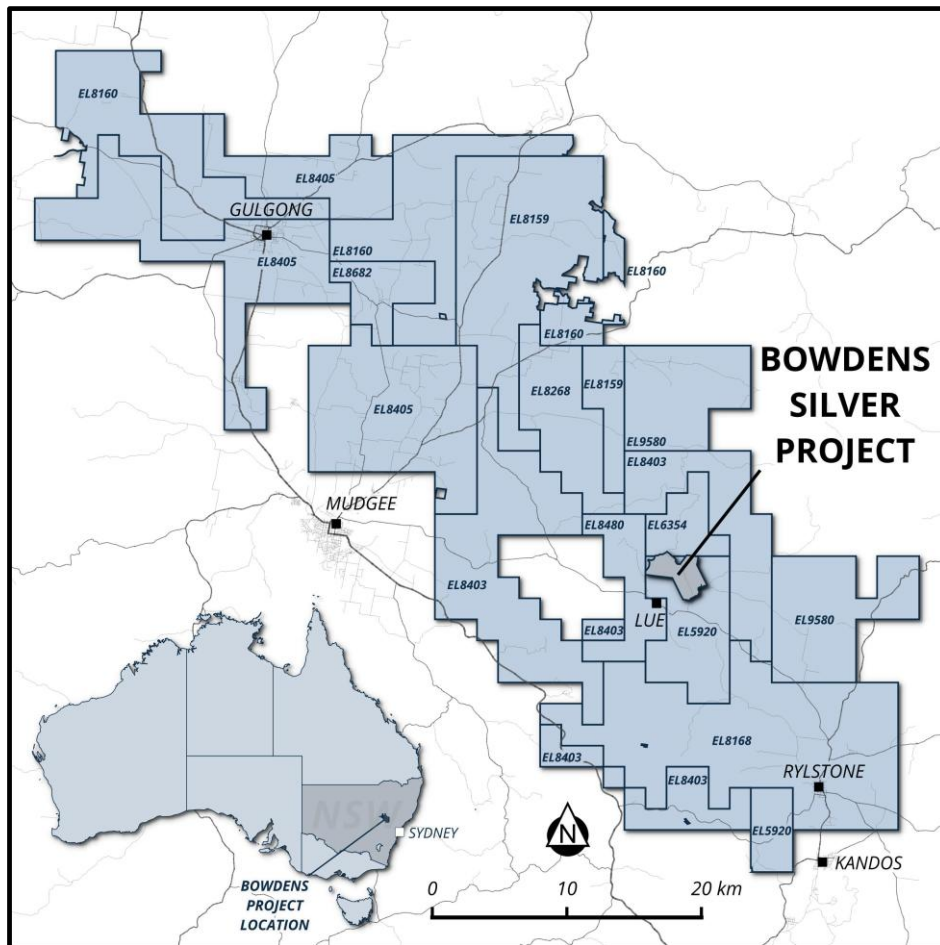 EL8160
EL8405
GULGONG
EL8159
EL8405
EL8160
EL8160
EL8682
EL8160
BOWDENS
SILVER
PROJECT
EL8268
EL8159
EL8405
EL9580
EL8403
MUDGEE
EL8480
EL6354
EL8403
LUE
EL8403
EL5920
EL9580
EL8168
EL8403
EL8403
RYLSTONE
EL5920
KANDOS
NSW
SYDNEY
N
BOWDENS
PROJECT
LOCATION
0 10 20 km